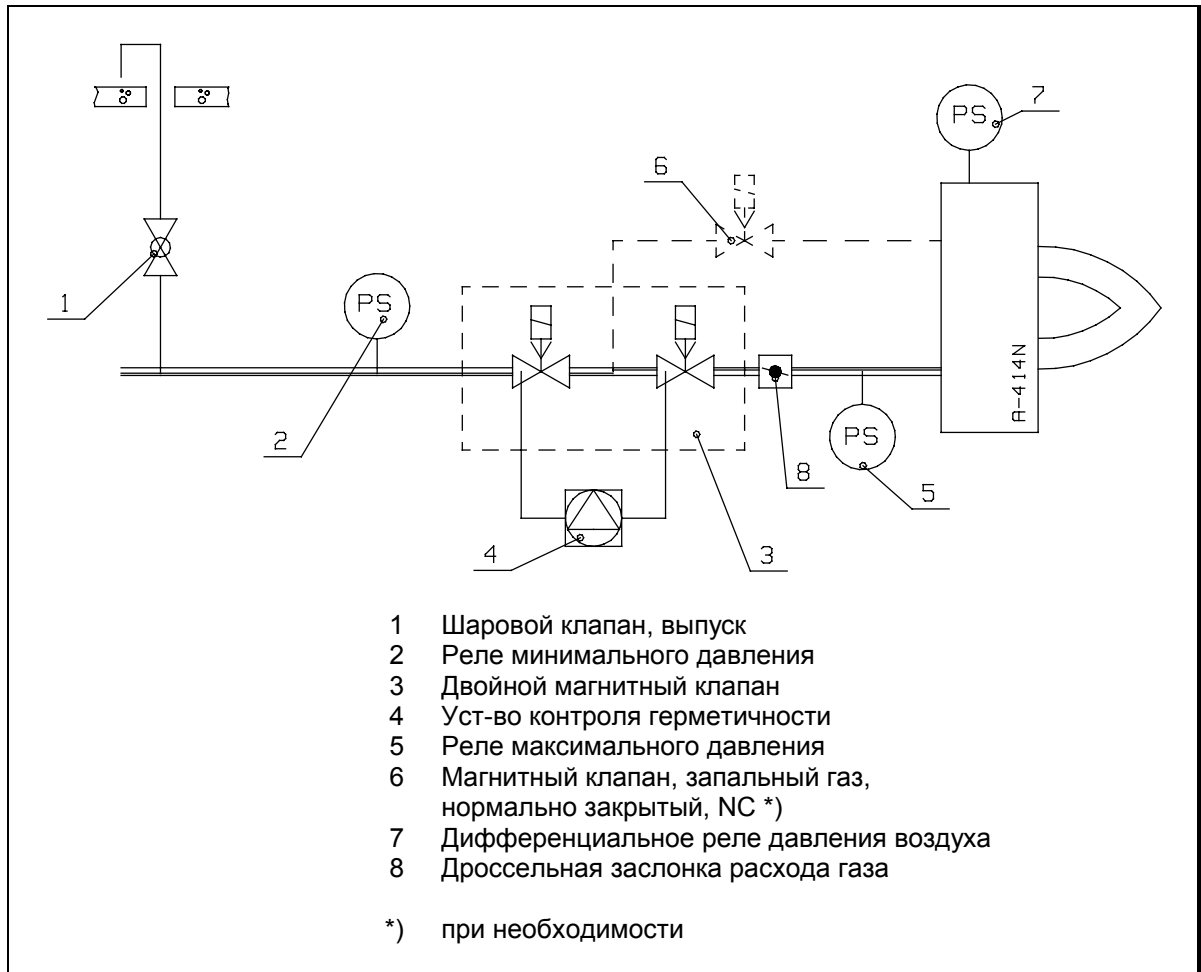 7
PS
6
1
PS
A-414N
2
PS
8
5
4
3
1 Шаровой клапан, выпуск
2 Реле минимального давления
3 Двойной магнитный клапан
4 Уст-во контроля герметичности
5 Реле максимального давления
6 Магнитный клапан, запальный газ,
нормально закрытый, NC *)
7 Дифференциальное реле давления воздуха
8 Дроссельная заслонка расхода газа
*) при необходимости